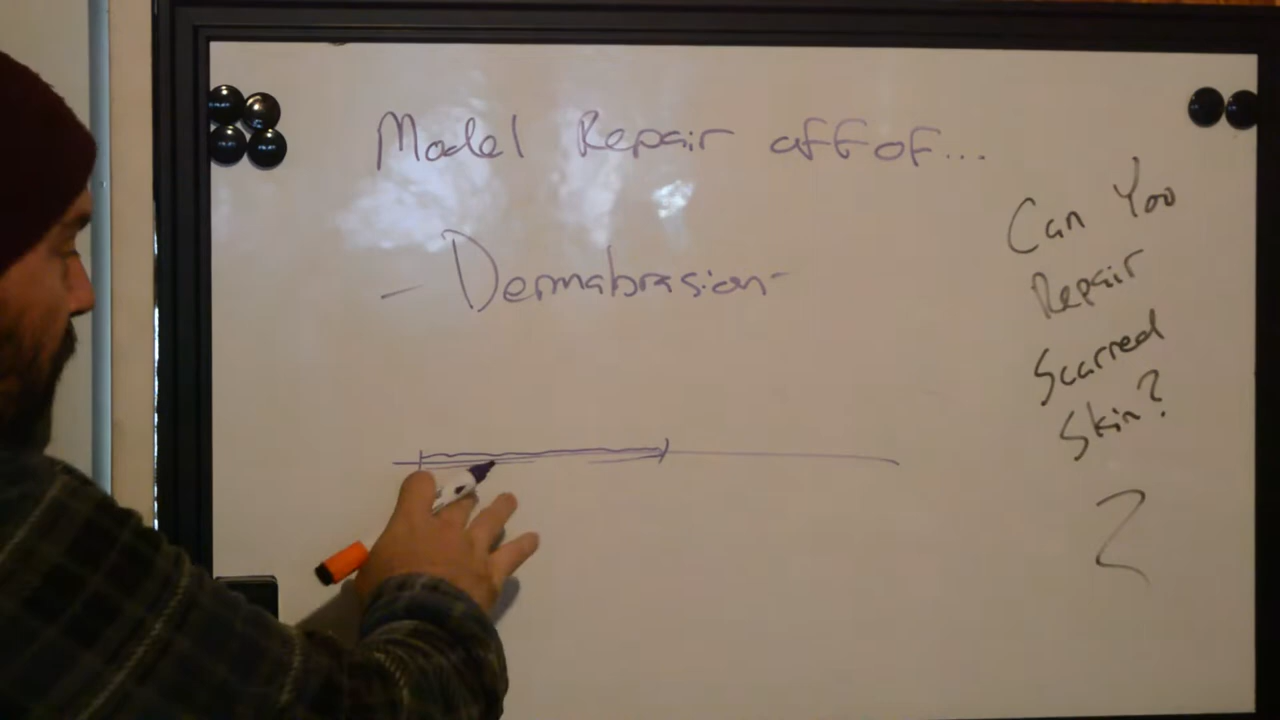 Model Repair off of...
- Dermabrasion-
Can You
Repair
Scarred
Skin?
2